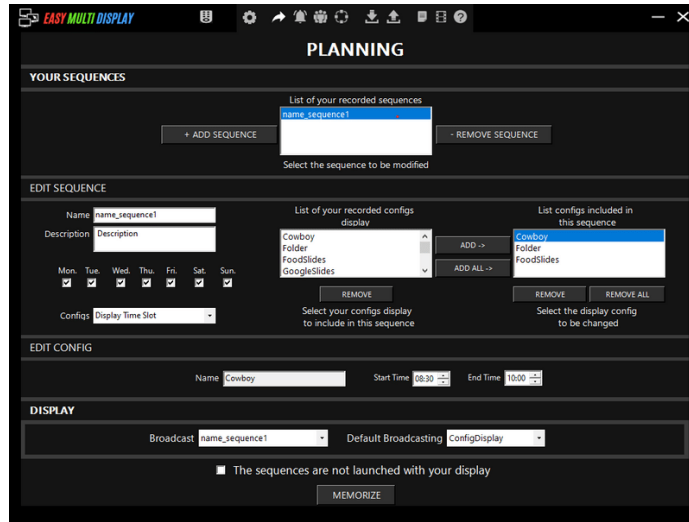 EASY MULTI DISPLAY
PLANNING
YOUR SEQUENCES
List of your recorded sequences
name_sequence1
+ ADD SEQUENCE
- REMOVE SEQUENCE
Select the sequence to be modified
EDIT SEQUENCE
Name name_sequence1
Description Description
Mon. Tue. Wed. Thu. Fri. Sat. Sun.
Configs Display Time Slot
List of your recorded configs
display
Cowboy
Folder
FoodSlides
GoogleSlides
REMOVE
Select your configs display
to include in this sequence
ADD ->
ADD ALL ->
List configs included in
this sequence
Cowboy
Folder
FoodSlides
REMOVE REMOVE ALL
Select the display config
to be changed
EDIT CONFIG
Name Cowboy Start Time 08:30 End Time 10:00
DISPLAY
Broadcast name_sequence1 Default Broadcasting ConfigDisplay
The sequences are not launched with your display
MEMORIZE